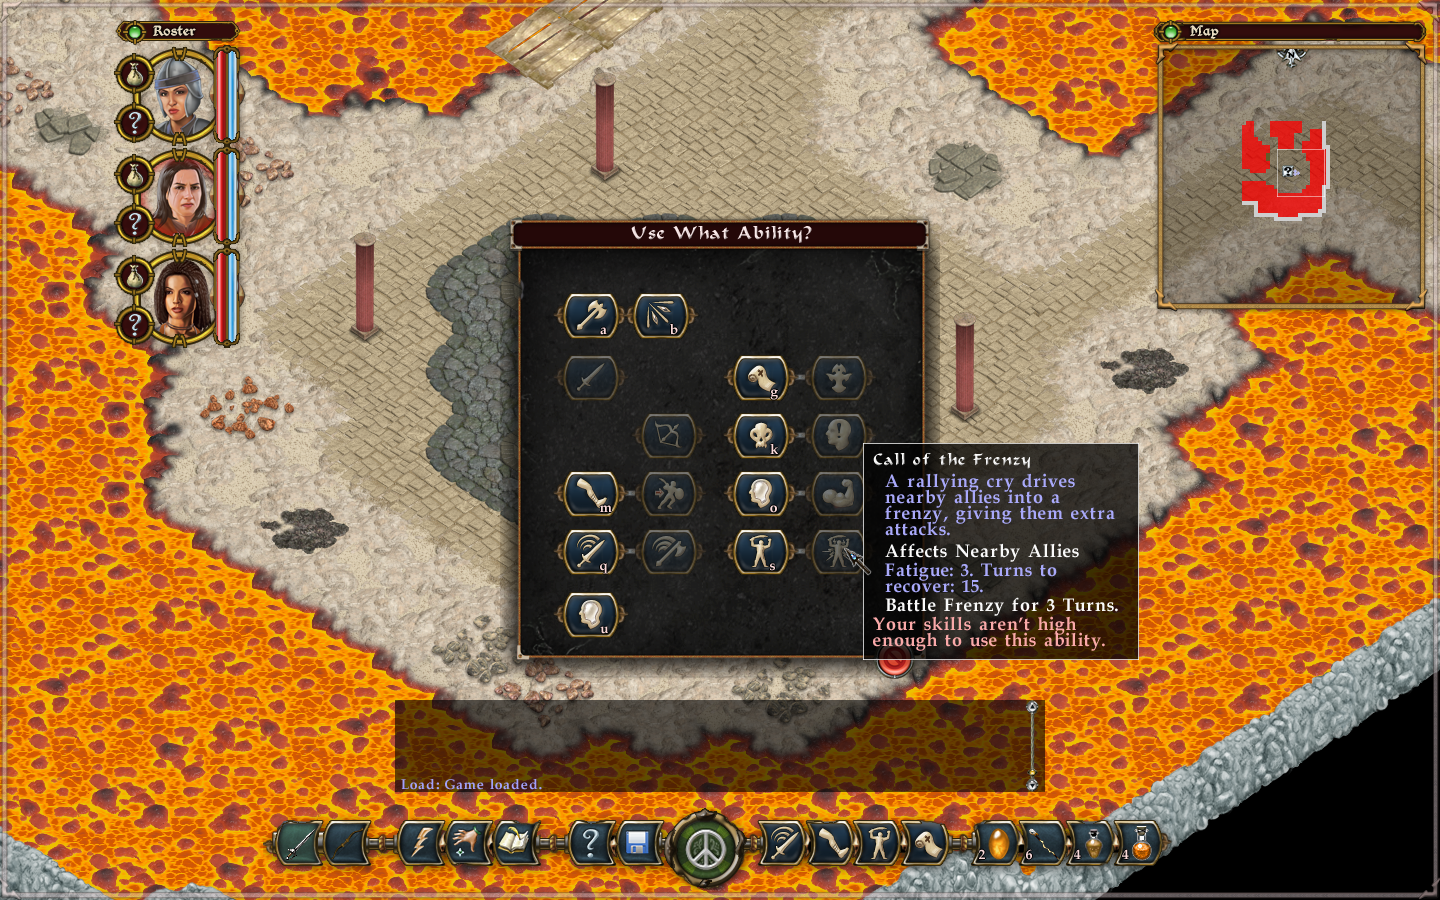 Roster
Map
N
?
?
?
Use What Ability?
a
b
g
k
m
o
q
s
u
Call of the Frenzy
A rallying cry drives
nearby allies into a
frenzy, giving them extra
attacks.
Affects Nearby Allies
Fatigue: 3. Turns to
recover: 15.
Battle Frenzy for 3 Turns.
Your skills aren't high
enough to use this ability.
Load: Game loaded.
?
2
6
4
4